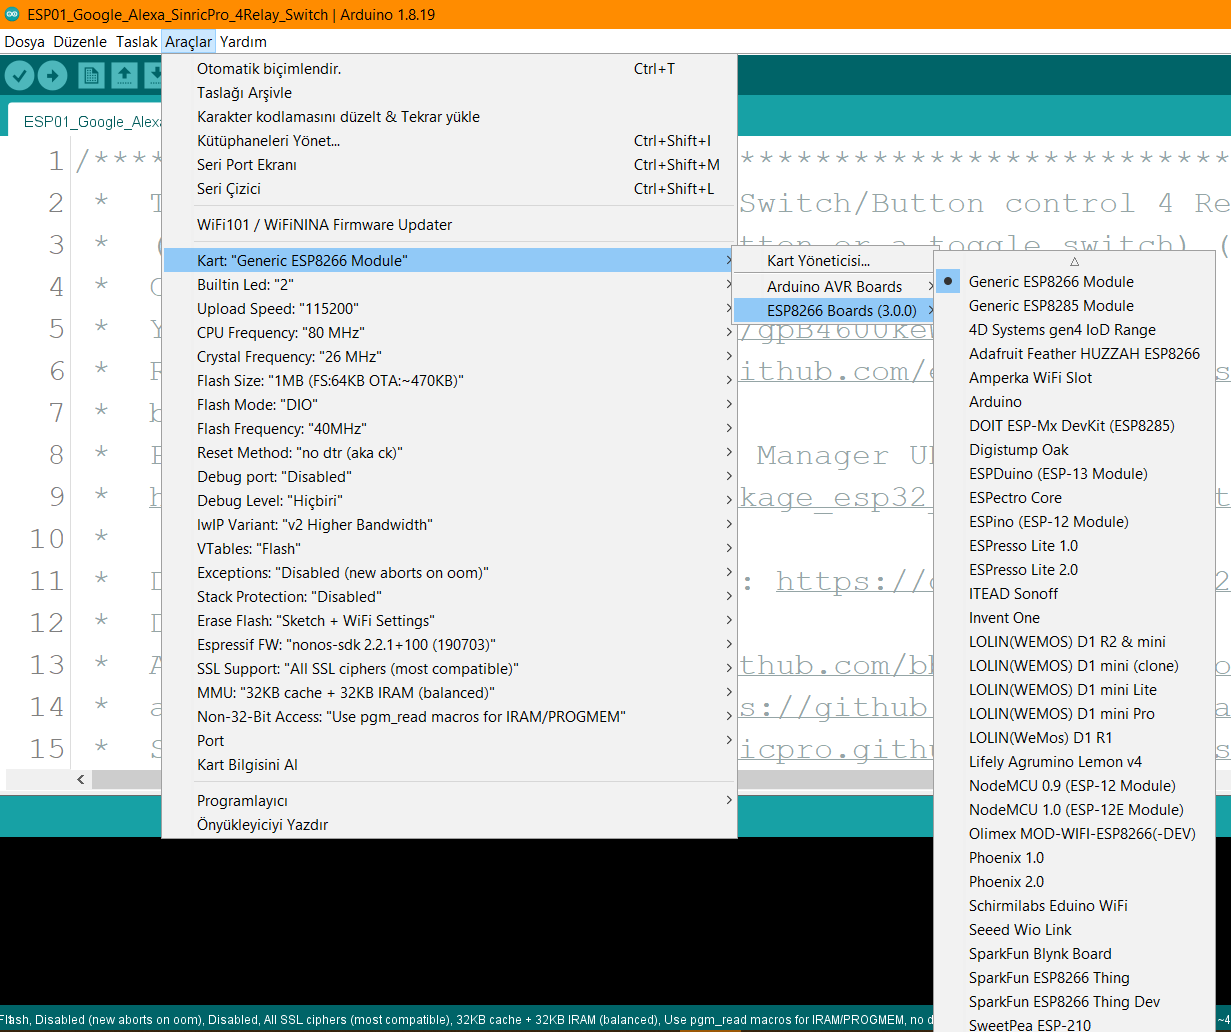 ESP01_Google_Alexa_SinricPro_4Relay_Switch | Arduino 1.8.19
Dosya Düzenle Taslak Araçlar Yardım
ESP01_Google_Alexa
Otomatik biçimlendir. Ctrl+T
Taslağı Arşivle
Karakter kodlamasını düzelt & Tekrar yükle
Kütüphaneleri Yönet... Ctrl+Shift+I
Seri Port Ekranı Ctrl+Shift+M
Seri Çizici Ctrl+Shift+L
WiFi101 / WiFiNINA Firmware Updater
Kart: "Generic ESP8266 Module"
Builtin Led: "2"
Upload Speed: "115200"
CPU Frequency: "80 MHz"
Crystal Frequency: "26 MHz"
Flash Size: "1MB (FS:64KB OTA:~470KB)"
Flash Mode: "DIO"
Flash Frequency: "40MHz"
Reset Method: "no dtr (aka ck)"
Debug port: "Disabled"
Debug Level: "Hiçbiri"
IwIP Variant: "v2 Higher Bandwidth"
VTables: "Flash"
Exceptions: "Disabled (new aborts on oom)"
Stack Protection: "Disabled"
Erase Flash: "Sketch + WiFi Settings"
Espressif FW: "nonos-sdk 2.2.1+100 (190703)"
SSL Support: "All SSL ciphers (most compatible)"
MMU: "32KB cache + 32KB IRAM (balanced)"
Non-32-Bit Access: "Use pgm_read macros for IRAM/PROGMEM"
Port
Kart Bilgisini Al
Programlayıcı
Önyükleyiciyi Yazdır
Kart Yöneticisi...
Arduino AVR Boards
ESP8266 Boards (3.0.0)
Generic ESP8266 Module
Generic ESP8285 Module
4D Systems gen4 IoD Range
Adafruit Feather HUZZAH ESP8266
Amperka WiFi Slot
Arduino
DOIT ESP-Mx DevKit (ESP8285)
Digistump Oak
ESPDuino (ESP-13 Module)
ESPectro Core
ESPino (ESP-12 Module)
ESPresso Lite 1.0
ESPresso Lite 2.0
ITEAD Sonoff
Invent One
LOLIN(WEMOS) D1 R2 & mini
LOLIN(WEMOS) D1 mini (clone)
LOLIN(WEMOS) D1 mini Lite
LOLIN(WEMOS) D1 mini Pro
LOLIN(WeMos) D1 R1
Lifely Agrumino Lemon v4
NodeMCU 0.9 (ESP-12 Module)
NodeMCU 1.0 (ESP-12E Module)
Olimex MOD-WIFI-ESP8266(-DEV)
Phoenix 1.0
Phoenix 2.0
Schirmilabs Eduino WiFi
Seeed Wio Link
SparkFun Blynk Board
SparkFun ESP8266 Thing
SparkFun ESP8266 Thing Dev
SweetPea ESP-210
1 /**** ****************************
2 * T Switch/Button control 4 Re
3 * ( tton or a toggle switch) (
4 * C
5 * Y /gpB4600kew
6 * R ithub.com/e s
7 * b
8 * P Manager U
9 * h kage_esp32_ t
10 *
11 * D : https:// 2
12 * D
13 * A thub.com/bh o
14 * a s://github a
15 * S icpro.githu s
Flash, Disabled (new aborts on oom), Disabled, All SSL ciphers (most compatible), 32KB cache + 32KB IRAM (balanced), Use pgm_read macros for IRAM/PROGMEM, no d